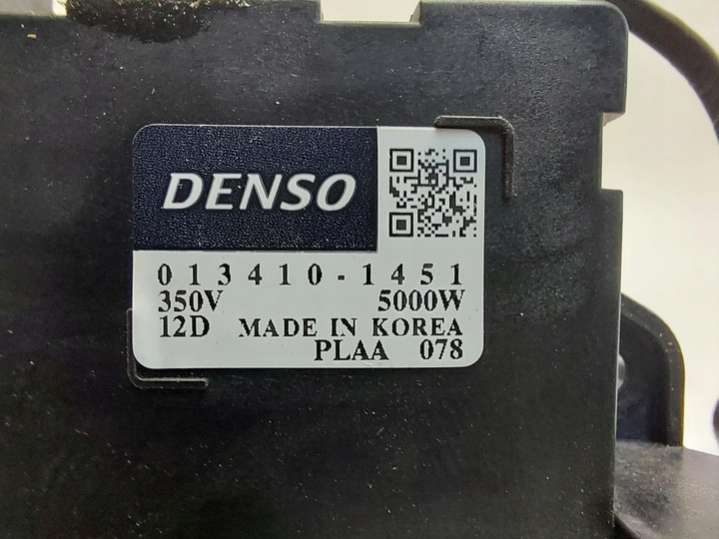 DENSO
013410-1451
350V 5000W
12D MADE IN KOREA
PLAA 078